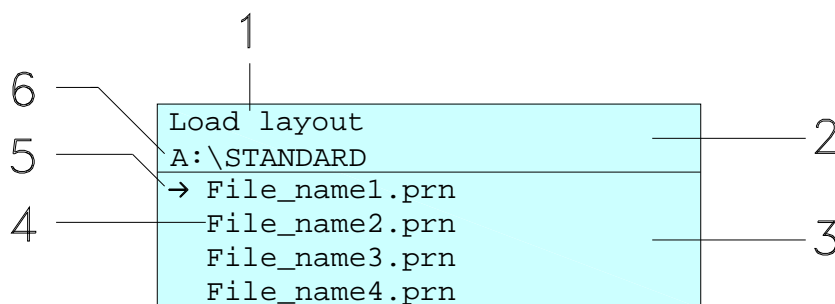 1
6
Load layout
2
A:\STANDARD
5
→ File_name1.prn
4
File_name2.prn
3
File_name3.prn
File_name4.prn